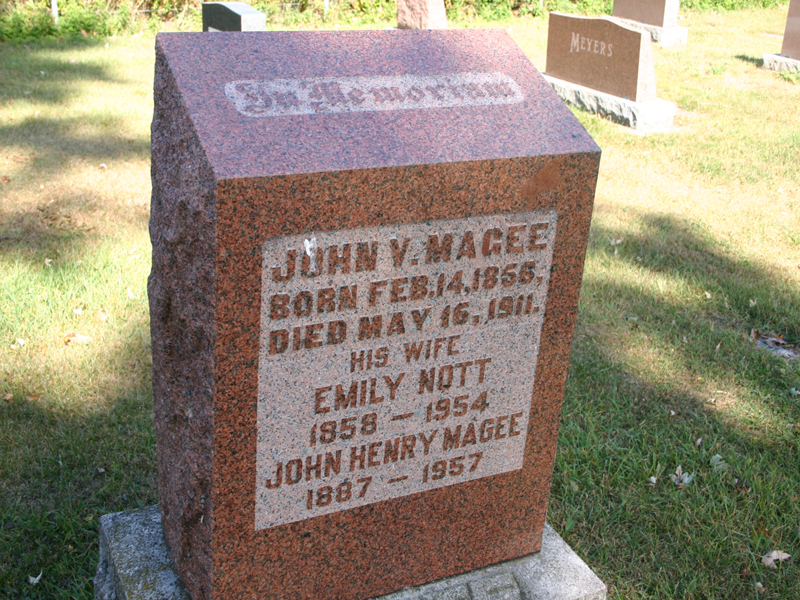 In Memoriam
MEYERS
JOHN V. MAGEE
BORN FEB. 14, 1856,
DIED MAY 16, 1911.
HIS WIFE
EMILY NOTT
1858 – 1954
JOHN HENRY MAGEE
1887 – 1957